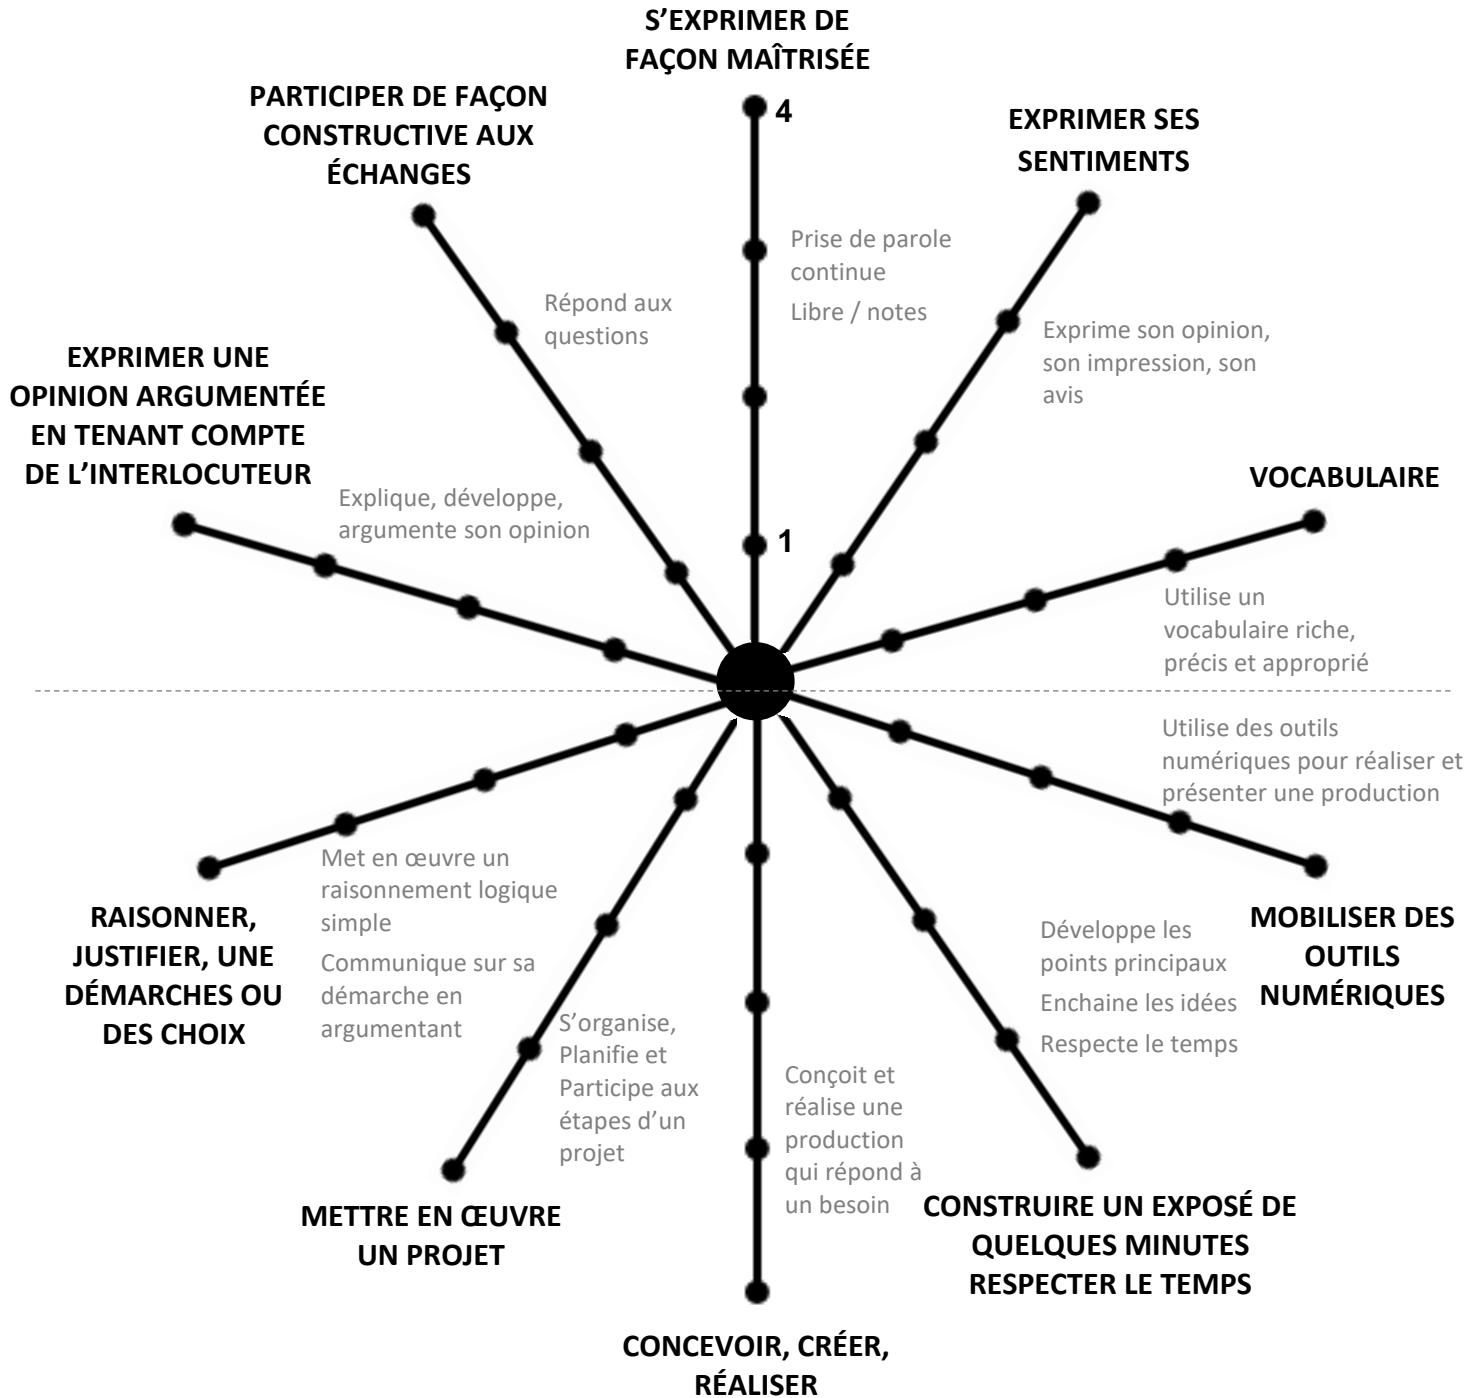 S’EXPRIMER DE
FAÇON MAÎTRISÉE
4
PARTICIPER DE FAÇON
CONSTRUCTIVE AUX
ÉCHANGES
EXPRIMER SES
SENTIMENTS
Prise de parole
continue
Libre / notes
Répond aux
questions
Exprime son opinion,
son impression, son
avis
EXPRIMER UNE
OPINION ARGUMENTÉE
EN TENANT COMPTE
DE L’INTERLOCUTEUR
VOCABULAIRE
Explique, développe,
argumente son opinion
1
Utilise un
vocabulaire riche,
précis et approprié
Utilise des outils
numériques pour réaliser et
présenter une production
Met en œuvre un
raisonnement logique
simple
Communique sur sa
démarche en
argumentant
RAISONNER,
JUSTIFIER, UNE
DÉMARCHES OU
DES CHOIX
MOBILISER DES
OUTILS
NUMÉRIQUES
Développe les
points principaux
Enchaine les idées
Respecte le temps
S’organise,
Planifie et
Participe aux
étapes d’un
projet
Conçoit et
réalise une
production
qui répond à
un besoin
METTRE EN ŒUVRE
UN PROJET
CONSTRUIRE UN EXPOSÉ DE
QUELQUES MINUTES
RESPECTER LE TEMPS
CONCEVOIR, CRÉER,
RÉALISER